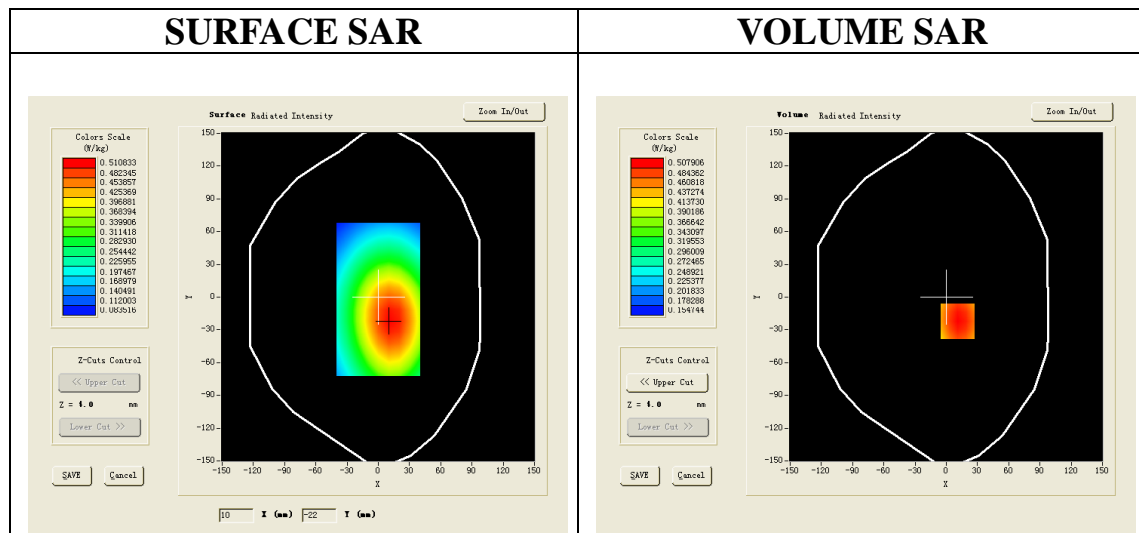 SURFACE SAR
VOLUME SAR
Surface Radiated Intensity
Zoom In/Out
Colors Scale
(W/kg)
0.510833
0.482345
0.453857
0.425369
0.396881
0.368394
0.339906
0.311418
0.282930
0.254442
0.225955
0.197467
0.168979
0.140491
0.112003
0.083516
150
120
90
60
30
0
-30
-60
-90
-120
-150
Y
-150 -120 -90 -60 -30 0 30 60 90 120 150
X
Z-Cuts Control
<< Upper Cut
Z = 4.0 mm
Lower Cut >>
SAVE Cancel
10 X (mm) -22 Y (mm)
Volume Radiated Intensity
Zoom In/Out
Colors Scale
(W/kg)
0.507906
0.484362
0.460818
0.437274
0.413730
0.390186
0.366642
0.343097
0.319553
0.296009
0.272465
0.248921
0.225377
0.201833
0.178288
0.154744
150
120
90
60
30
0
-30
-60
-90
-120
-150
Y
-150 -120 -90 -60 -30 0 30 60 90 120 150
X
Z-Cuts Control
<< Upper Cut
Z = 4.0 mm
Lower Cut >>
SAVE Cancel